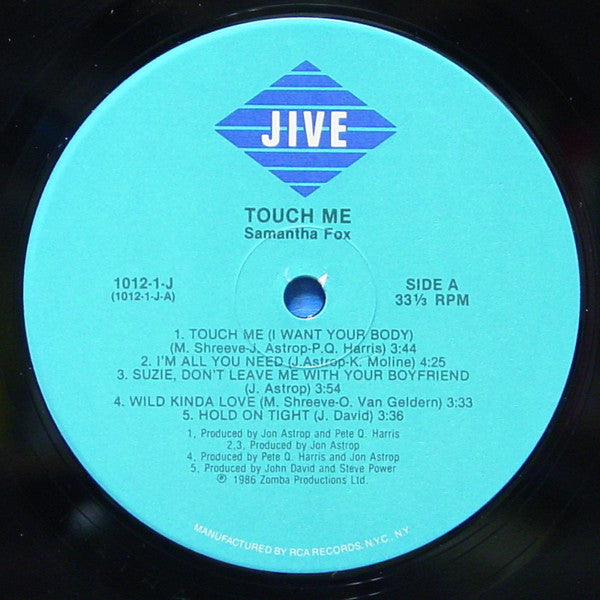 JIVE
TOUCH ME
Samantha Fox
1012-1-J
(1012-1-J-A)
SIDE A
33⅓ RPM
1. TOUCH ME (I WANT YOUR BODY)
(M. Shreeve-J. Astrop-P.Q. Harris) 3:44
2. I'M ALL YOU NEED (J.Astrop-K. Moline) 4:25
3. SUZIE, DON'T LEAVE ME WITH YOUR BOYFRIEND
(J. Astrop) 3:54
4. WILD KINDA LOVE (M. Shreeve-O. Van Geldern) 3:33
5. HOLD ON TIGHT (J. David) 3:36
1, Produced by Jon Astrop and Pete Q. Harris
2,3, Produced by Jon Astrop
4, Produced by Pete Q. Harris and Jon Astrop
5, Produced by John David and Steve Power
℗ 1986 Zomba Productions Ltd.
MANUFACTURED BY RCA RECORDS, N.Y.C., N.Y.